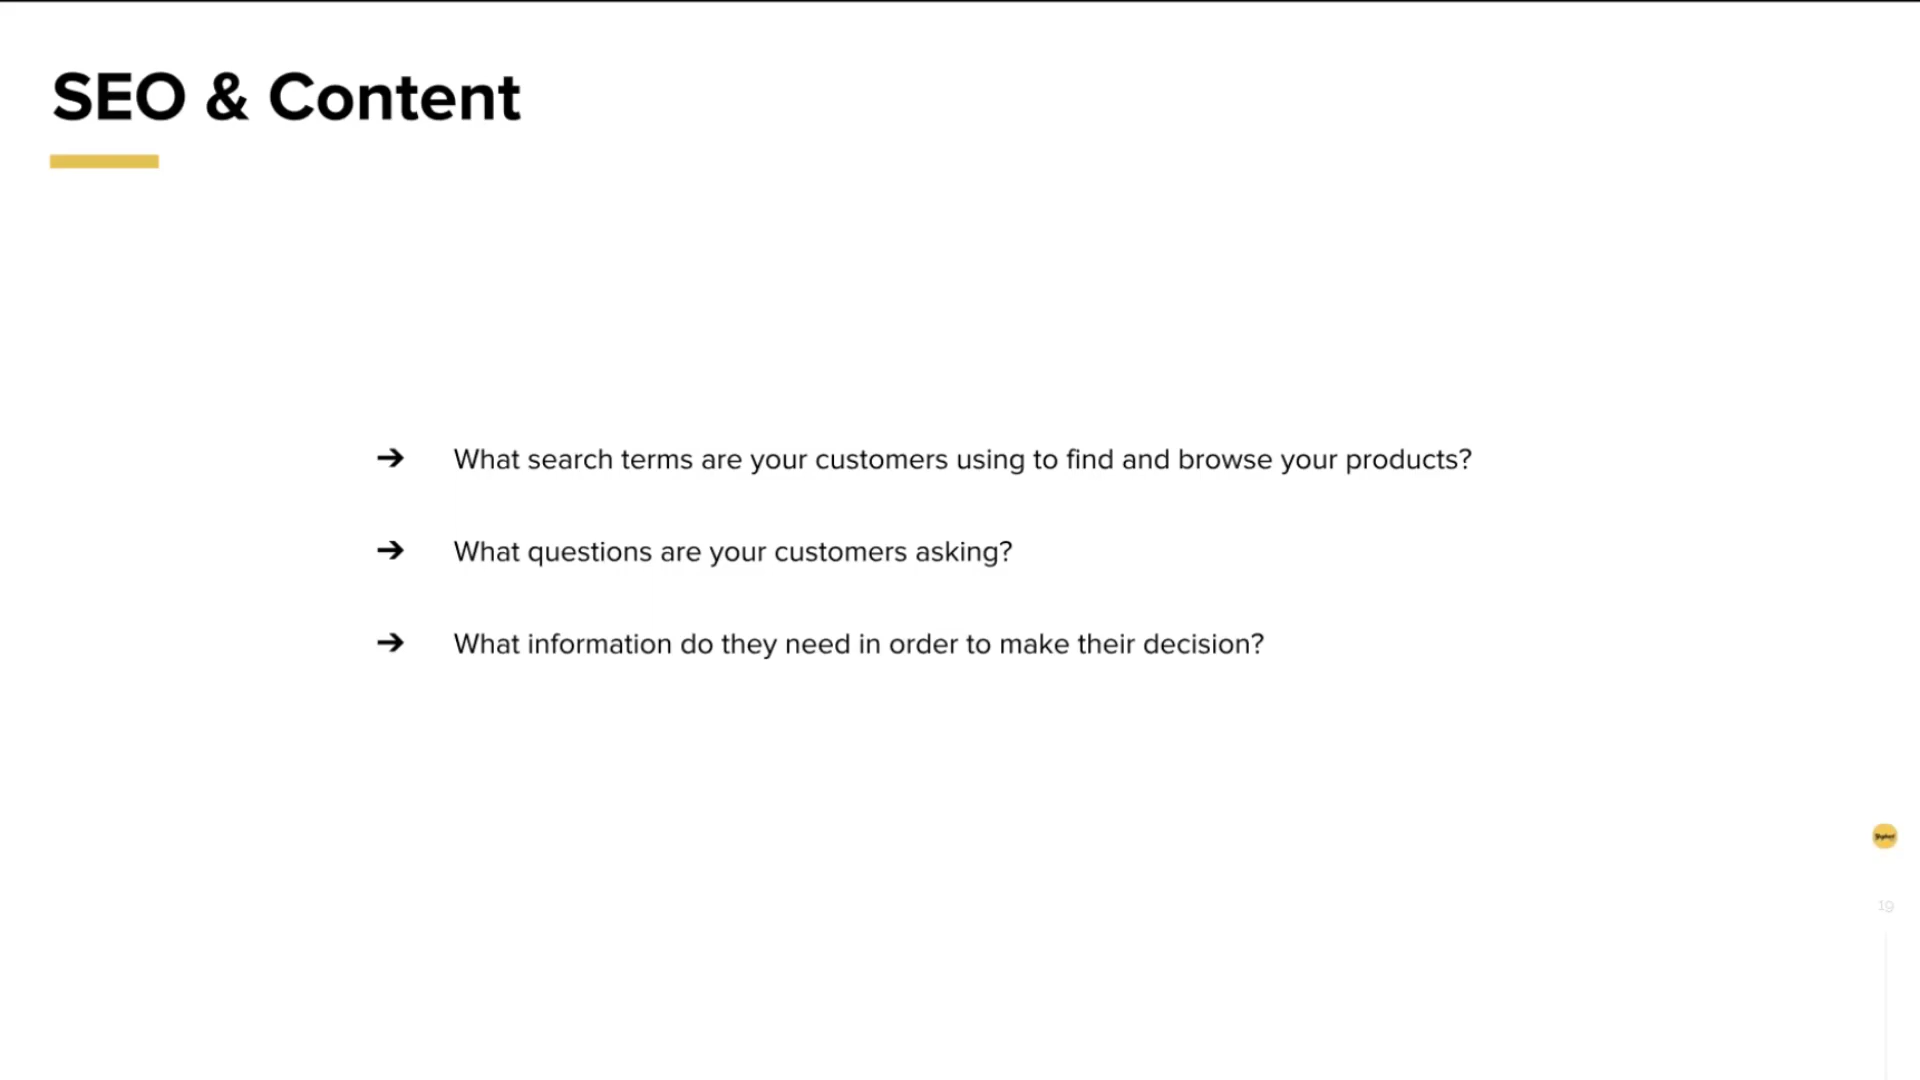 SEO & Content
➔ What search terms are your customers using to find and browse your products?
➔ What questions are your customers asking?
➔ What information do they need in order to make their decision?
19